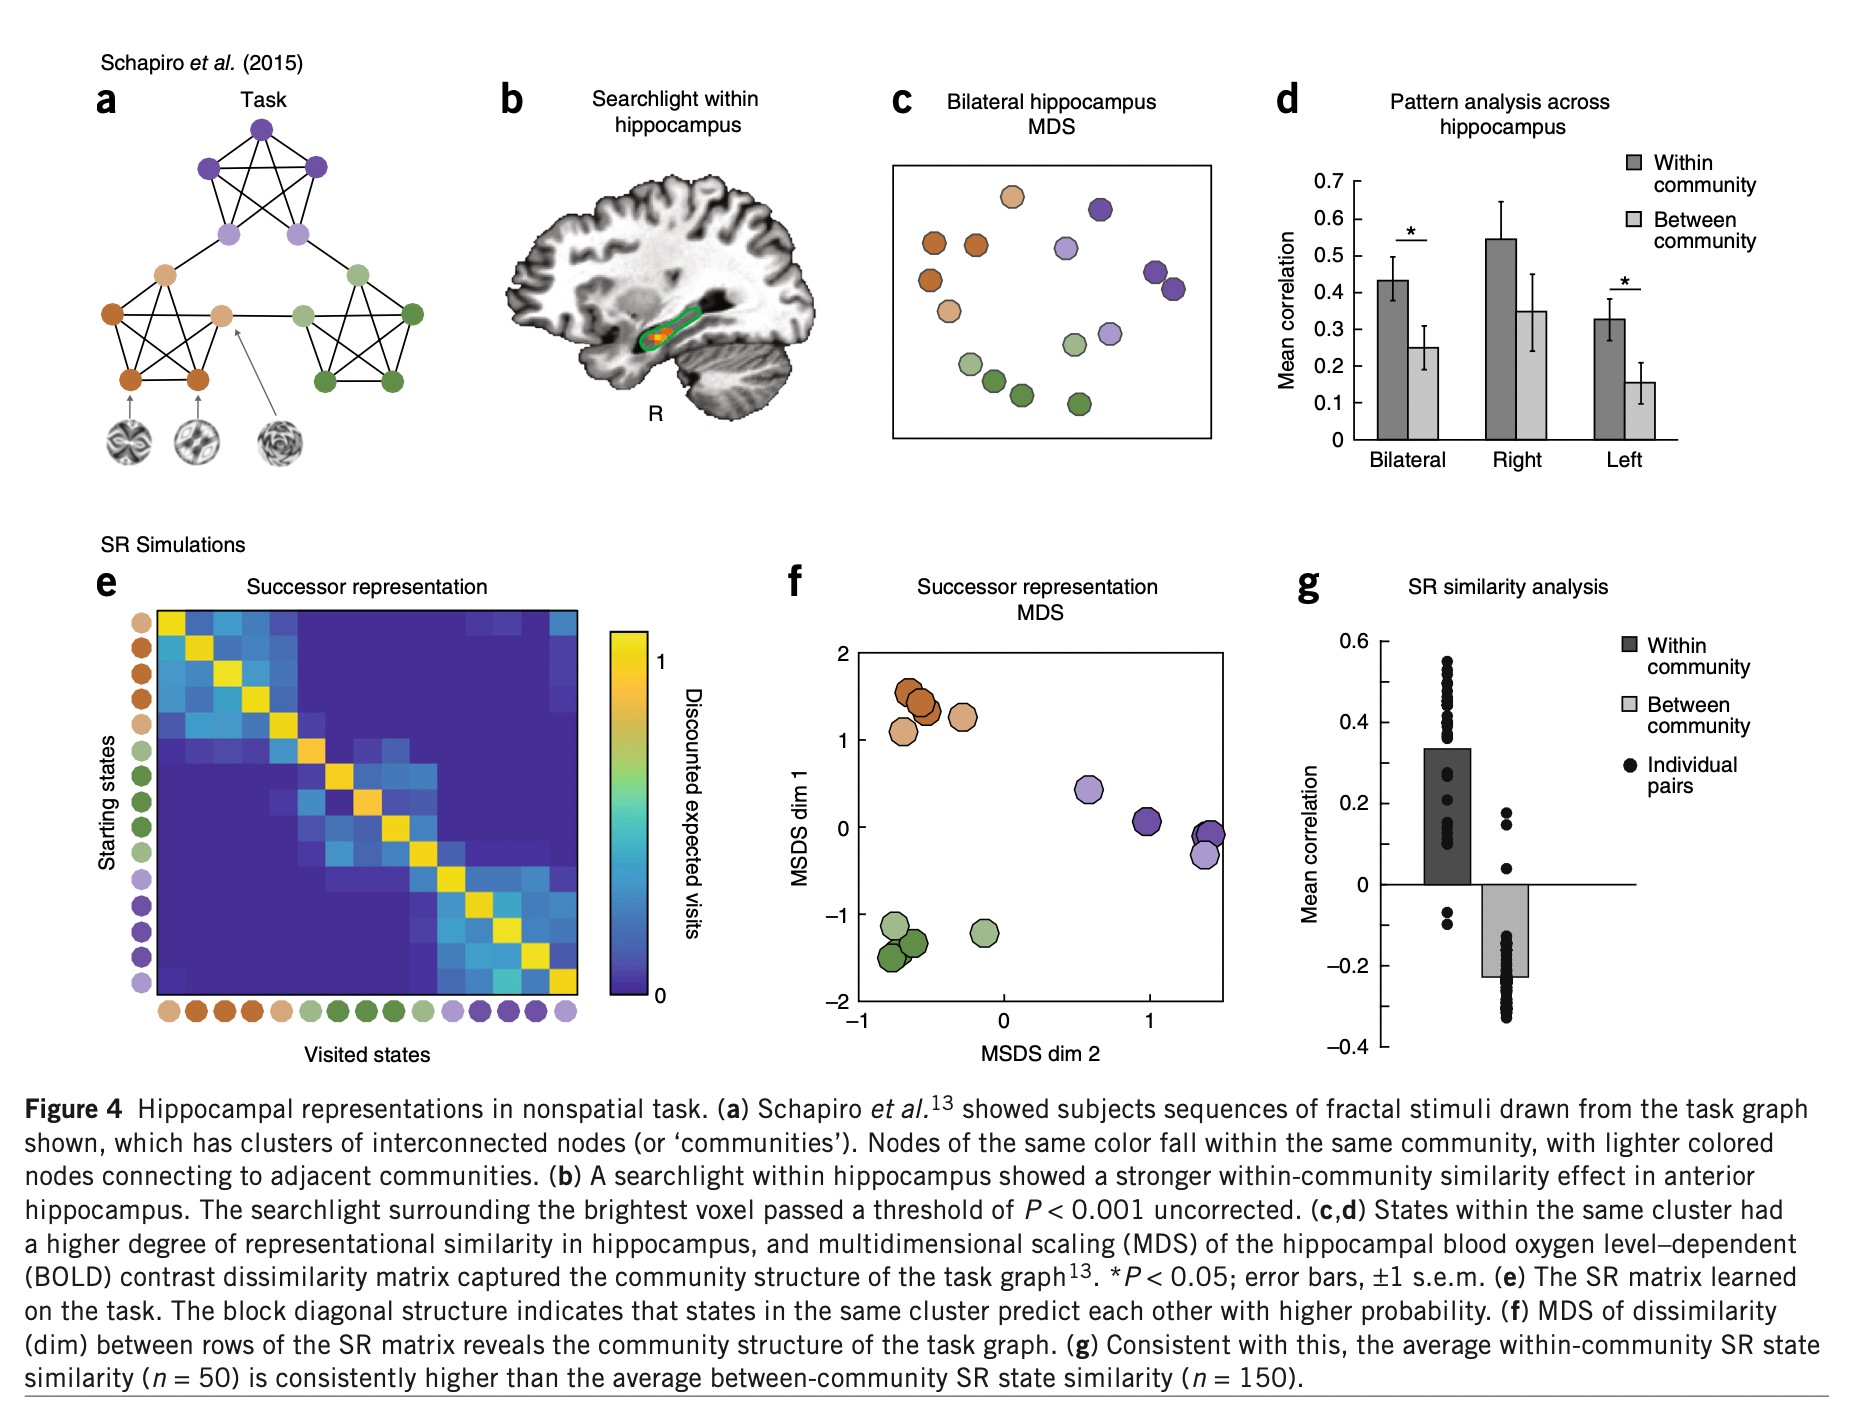 Schapiro et al. (2015)
a
Task
b
Searchlight within
hippocampus
R
c
Bilateral hippocampus
MDS
d
Pattern analysis across
hippocampus
Within
community
Between
community
Mean correlation
0.7
0.6
0.5
0.4
0.3
0.2
0.1
0
*
*
Bilateral
Right
Left
SR Simulations
e
Successor representation
Starting states
Visited states
1
0
Discounted expected visits
f
Successor representation
MDS
MSDS dim 1
2
1
0
−1
−2
−1
0
1
MSDS dim 2
g
SR similarity analysis
Within
community
Between
community
Individual
pairs
Mean correlation
0.6
0.4
0.2
0
−0.2
−0.4
Figure 4 Hippocampal representations in nonspatial task. (a) Schapiro et al.13 showed subjects sequences of fractal stimuli drawn from the task graph
shown, which has clusters of interconnected nodes (or ‘communities’). Nodes of the same color fall within the same community, with lighter colored
nodes connecting to adjacent communities. (b) A searchlight within hippocampus showed a stronger within-community similarity effect in anterior
hippocampus. The searchlight surrounding the brightest voxel passed a threshold of P < 0.001 uncorrected. (c,d) States within the same cluster had
a higher degree of representational similarity in hippocampus, and multidimensional scaling (MDS) of the hippocampal blood oxygen level–dependent
(BOLD) contrast dissimilarity matrix captured the community structure of the task graph13. *P < 0.05; error bars, ±1 s.e.m. (e) The SR matrix learned
on the task. The block diagonal structure indicates that states in the same cluster predict each other with higher probability. (f) MDS of dissimilarity
(dim) between rows of the SR matrix reveals the community structure of the task graph. (g) Consistent with this, the average within-community SR state
similarity (n = 50) is consistently higher than the average between-community SR state similarity (n = 150).